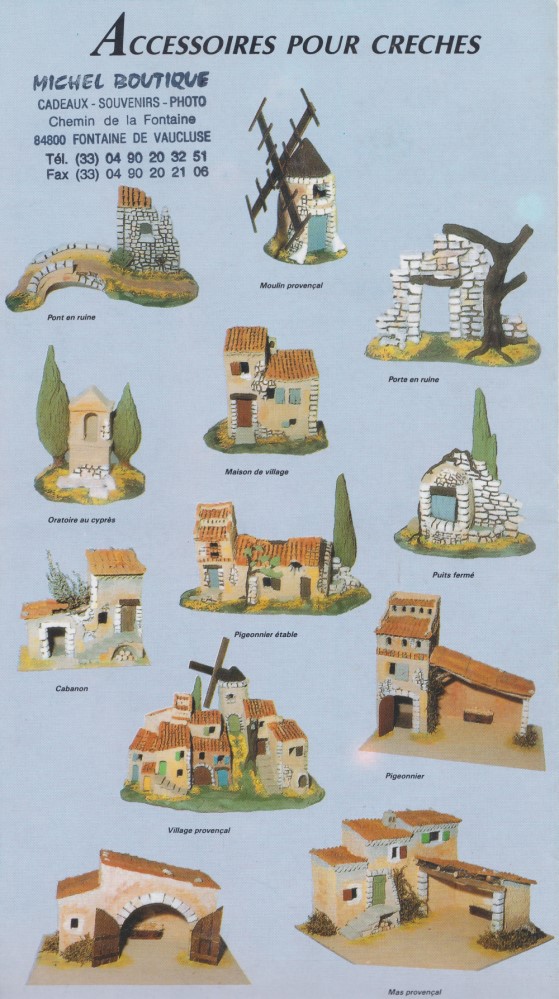 ACCESSOIRES POUR CRECHES
MICHEL BOUTIQUE
CADEAUX - SOUVENIRS - PHOTO
Chemin de la Fontaine
84800 FONTAINE DE VAUCLUSE
Tél. (33) 04 90 20 32 51
Fax (33) 04 90 20 21 06
Moulin provençal
Pont en ruine
Porte en ruine
Maison de village
Oratoire au cyprès
Puits fermé
Pigeonnier étable
Cabanon
Pigeonnier
Village provençal
Mas provençal